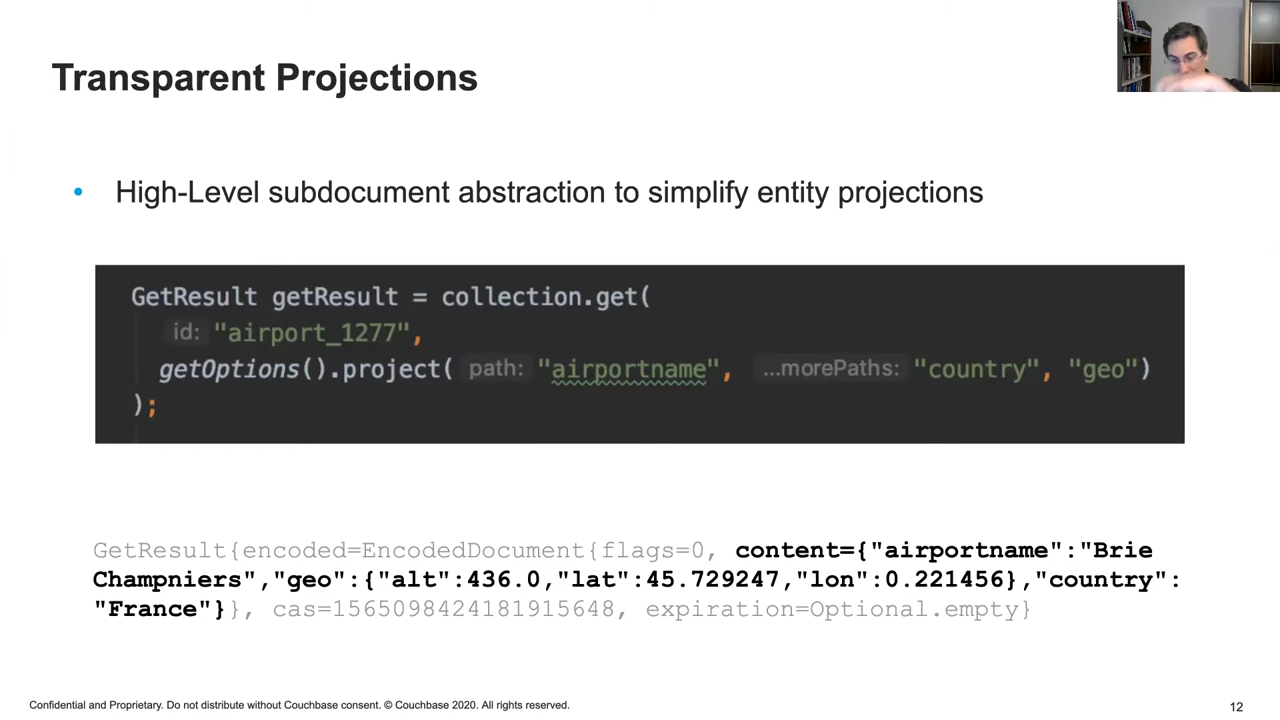 Transparent Projections
• High-Level subdocument abstraction to simplify entity projections
GetResult getResult = collection.get(
id: "airport_1277",
getOptions().project( path: "airportname", ...morePaths: "country", "geo")
);
GetResult{encoded=EncodedDocument{flags=0, content={"airportname":"Brie
Champniers","geo":{"alt":436.0,"lat":45.729247,"lon":0.221456},"country":
"France"}}, cas=1565098424181915648, expiration=Optional.empty}
Confidential and Proprietary. Do not distribute without Couchbase consent. © Couchbase 2020. All rights reserved.
12